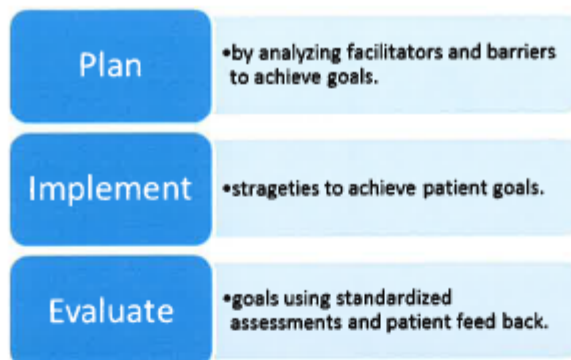 Plan
•by analyzing facilitators and barriers
to achieve goals.
Implement
•strageties to achieve patient goals.
Evaluate
•goals using standardized
assessments and patient feed back.